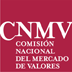 CNMV
COMISIÓN
NACIONAL
DEL MERCADO
DE VALORES